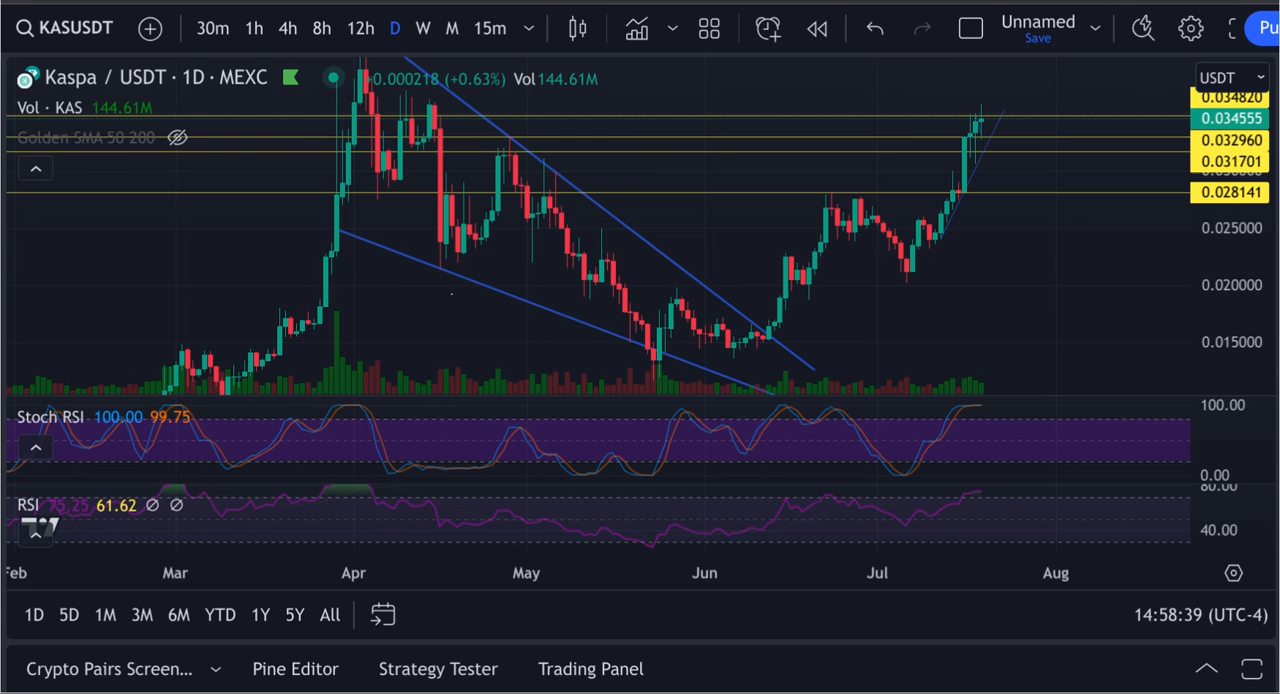 KASUSDT 30m 1h 4h 8h 12h D W M 15m Unnamed Save Pu
Kaspa / USDT · 1D · MEXC 0.000218 (+0.63%) Vol 144.61M USDT
Vol · KAS 144.61M
Golden SMA 50 200
0.034820
0.034555
0.032960
0.031701
0.030000
0.028141
0.025000
0.020000
0.015000
Stoch RSI 100.00 99.75
100.00
0.00
RSI 75.25 61.62 ∅ ∅
80.00
40.00
Feb Mar Apr May Jun Jul Aug
1D 5D 1M 3M 6M YTD 1Y 5Y All 14:58:39 (UTC-4)
Crypto Pairs Screen... Pine Editor Strategy Tester Trading Panel